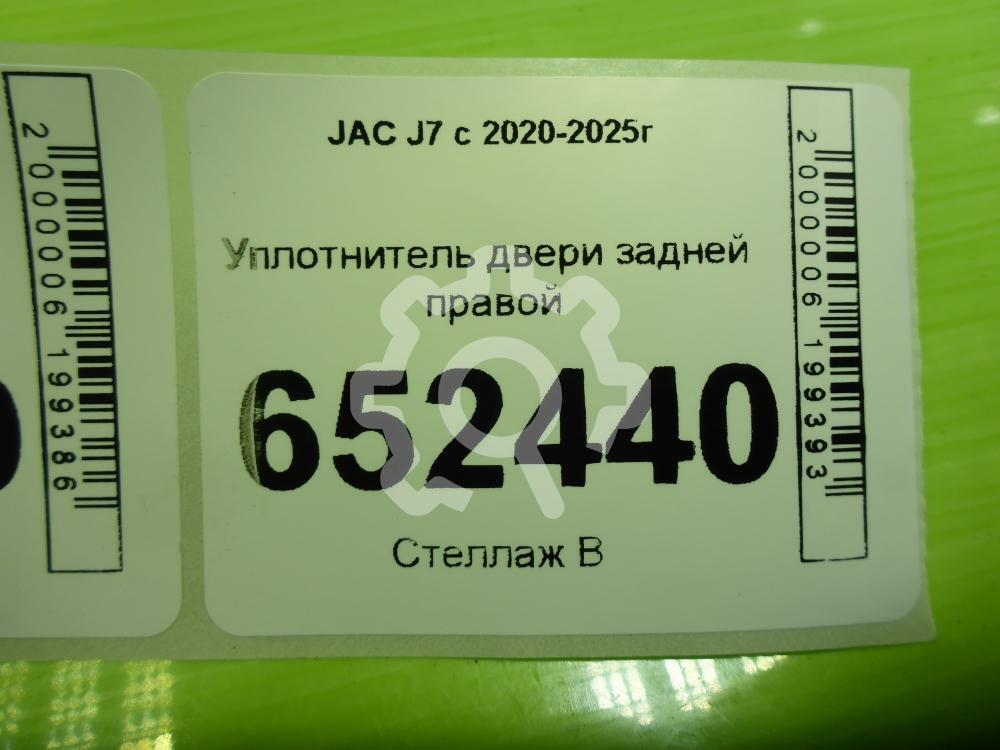 2000006199386
JAC J7 с 2020-2025г
Уплотнитель двери задней
правой
652440
Стеллаж В
2000006199393